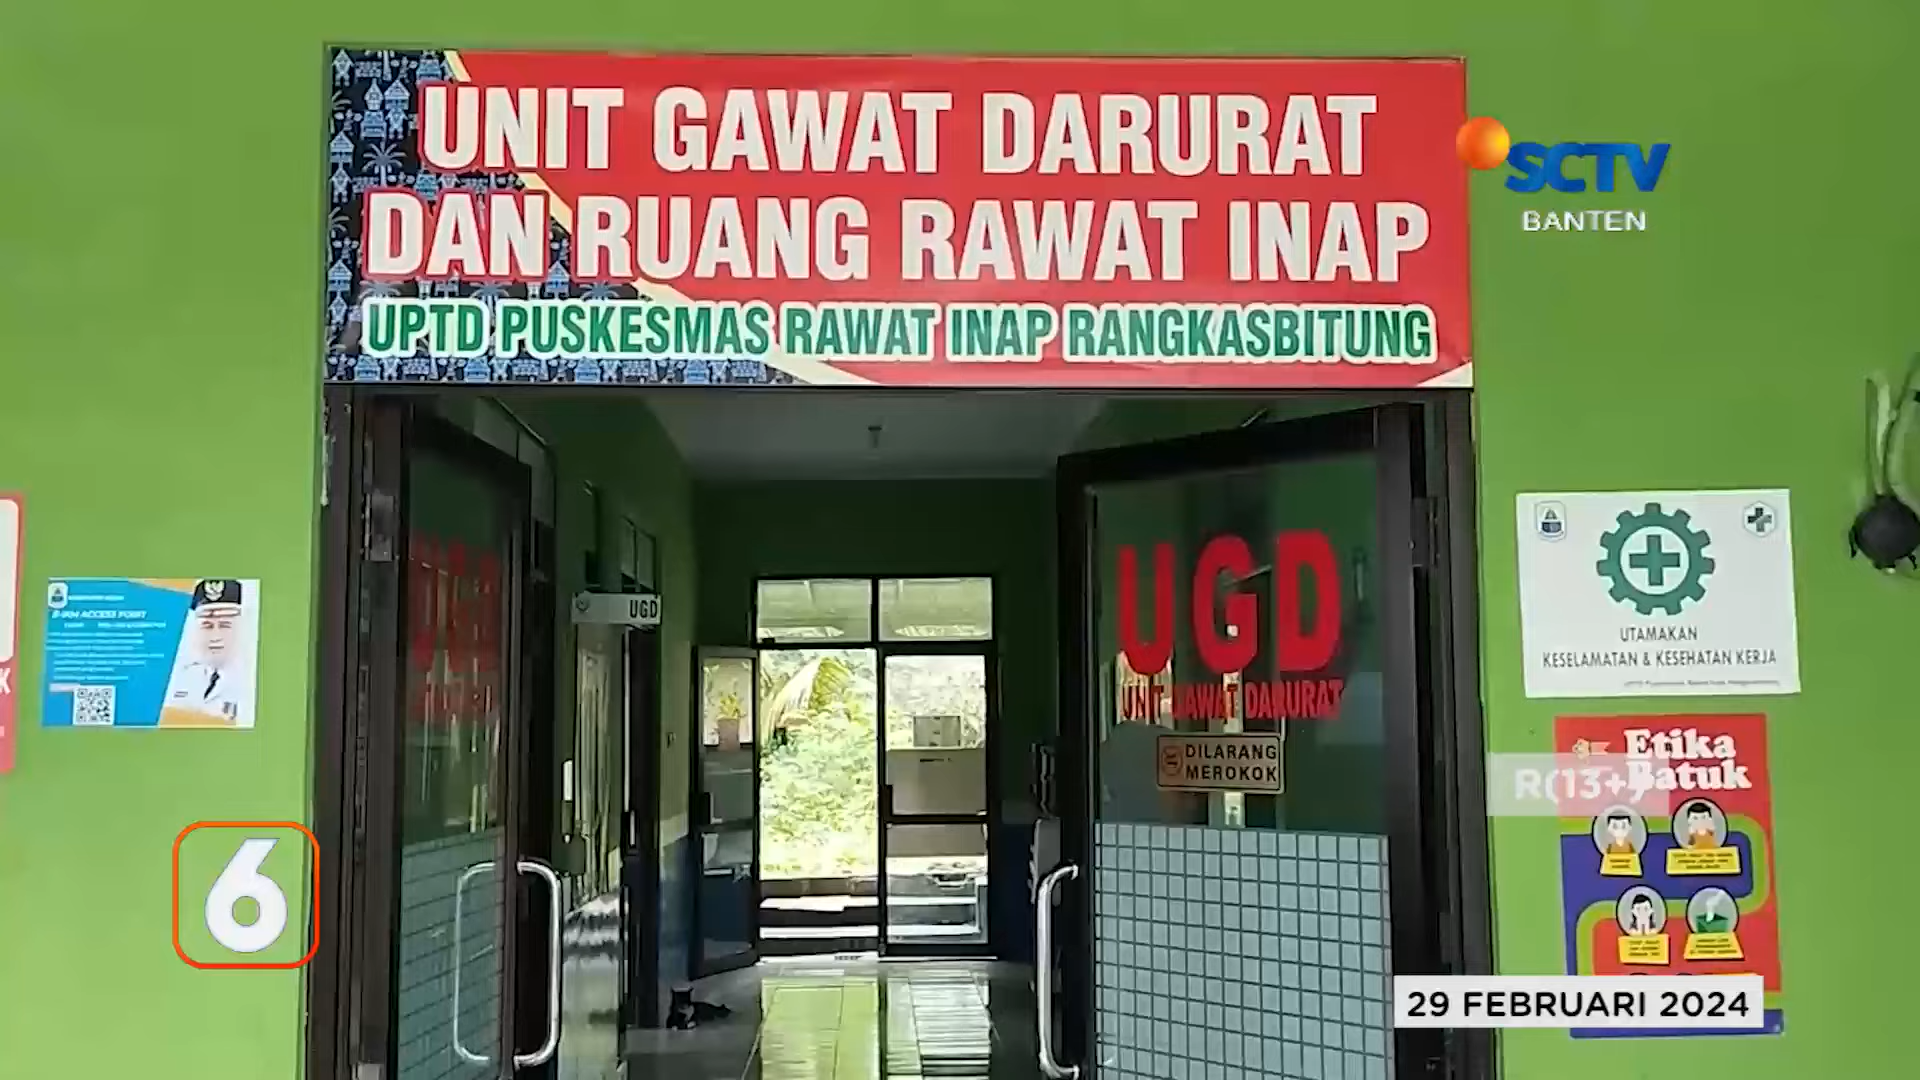 UNIT GAWAT DARURAT
DAN RUANG RAWAT INAP
UPTD PUSKESMAS RAWAT INAP RANGKASBITUNG
SCTV
BANTEN
UGD
UGD
UNIT GAWAT DARURAT
DILARANG
MEROKOK
UTAMAKAN
KESELAMATAN & KESEHATAN KERJA
Etika
Batuk
R(13+)
6
29 FEBRUARI 2024